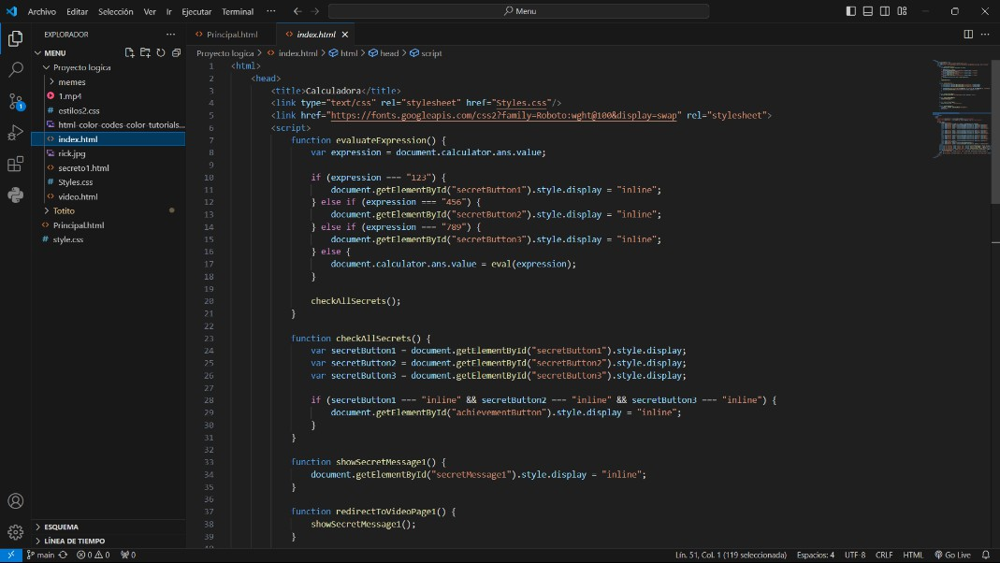 Archivo Editar Selección Ver Ir Ejecutar Terminal ··· Menu
EXPLORADOR ···
MENU
Proyecto logica
memes
1.mp4
# estilos2.css
html-color-codes-color-tutorials...
<> index.html
rick.jpg
<> secreto1.html
# Styles.css
<> video.html
Totito
<> Principal.html
# style.css
ESQUEMA
LÍNEA DE TIEMPO
1
<> Principal.html <> index.html
Proyecto logica > <> index.html > html > head > script
1 <html>
2 <head>
3 <title>Calculadora</title>
4 <link type="text/css" rel="stylesheet" href="Styles.css"/>
5 <link href="https://fonts.googleapis.com/css2?family=Roboto:wght@100&display=swap" rel="stylesheet">
6 <script>
7 function evaluateExpression() {
8 var expression = document.calculator.ans.value;
9
10 if (expression === "123") {
11 document.getElementById("secretButton1").style.display = "inline";
12 } else if (expression === "456") {
13 document.getElementById("secretButton2").style.display = "inline";
14 } else if (expression === "789") {
15 document.getElementById("secretButton3").style.display = "inline";
16 } else {
17 document.calculator.ans.value = eval(expression);
18 }
19
20 checkAllSecrets();
21 }
22
23 function checkAllSecrets() {
24 var secretButton1 = document.getElementById("secretButton1").style.display;
25 var secretButton2 = document.getElementById("secretButton2").style.display;
26 var secretButton3 = document.getElementById("secretButton3").style.display;
27
28 if (secretButton1 === "inline" && secretButton2 === "inline" && secretButton3 === "inline") {
29 document.getElementById("achievementButton").style.display = "inline";
30 }
31 }
32
33 function showSecretMessage1() {
34 document.getElementById("secretMessage1").style.display = "inline";
35 }
36
37 function redirectToVideoPage1() {
38 showSecretMessage1();
39 }
main 0 0 0 Lín. 51, Col. 1 (119 seleccionada) Espacios: 4 UTF-8 CRLF HTML Go Live